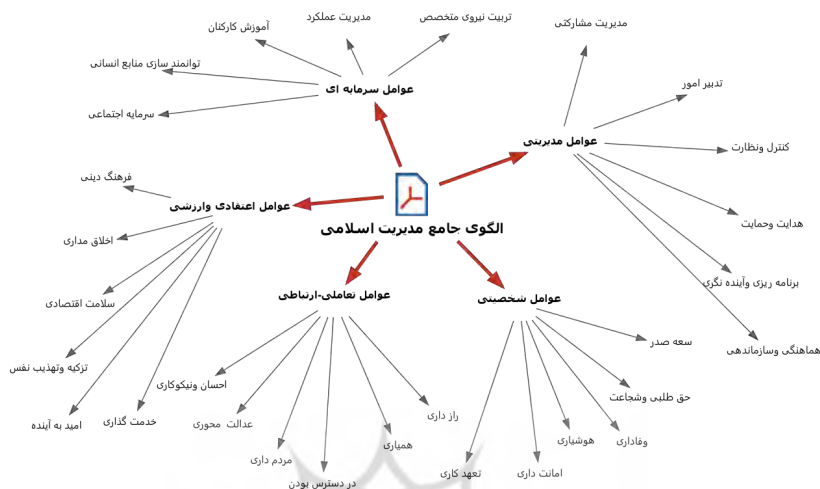 تربیت نیروی متخصص
مدیریت عملکرد
آموزش کارکنان
توانمند سازی منابع انسانی
سرمایه اجتماعی
عوامل سرمایه ای
مدیریت مشارکتی
تدبیر امور
کنترل ونظارت
هدایت وحمایت
برنامه ریزی وآینده نگری
هماهنگی وسازماندهی
عوامل مدیریتی
فرهنگ دینی
عوامل اعتقادی وارزشی
اخلاق مداری
سلامت اقتصادی
تزکیه وتهذیب نفس
امید به آینده
خدمت گذاری
الگوی جامع مدیریت اسلامی
عوامل شخصیتی
سعه صدر
حق طلبی وشجاعت
وفاداری
هوشیاری
امانت داری
تعهد کاری
عوامل تعاملی-ارتباطی
راز داری
همیاری
در دسترس بودن
مردم داری
عدالت محوری
احسان ونیکوکاری